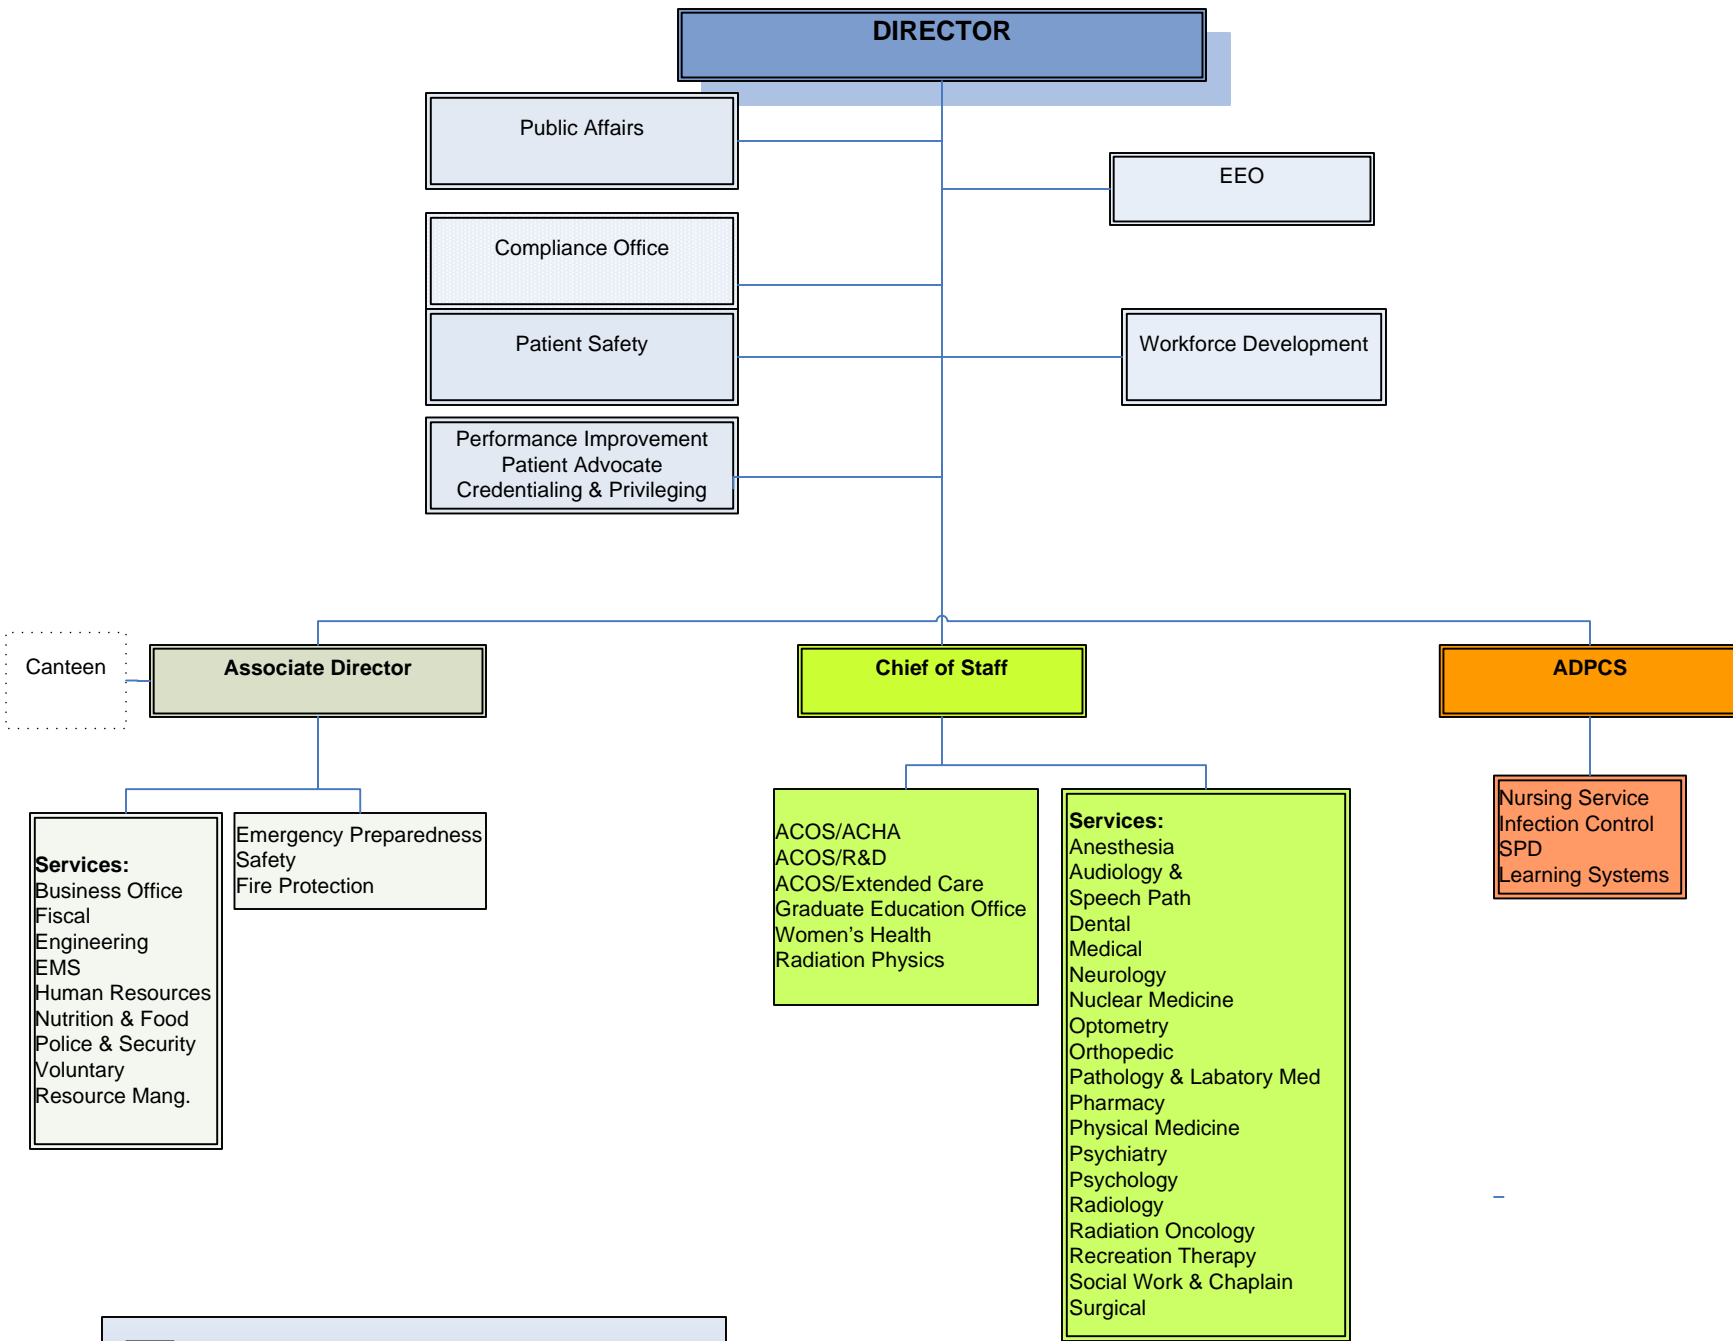 DIRECTOR
Public Affairs
EEO
Compliance Office
Patient Safety
Workforce Development
Performance Improvement
Patient Advocate
Credentialing & Privileging
Canteen
Associate Director
Chief of Staff
ADPCS
Services:
Business Office
Fiscal
Engineering
EMS
Human Resources
Nutrition & Food
Police & Security
Voluntary
Resource Mang.
Emergency Preparedness
Safety
Fire Protection
ACOS/ACHA
ACOS/R&D
ACOS/Extended Care
Graduate Education Office
Women’s Health
Radiation Physics
Services:
Anesthesia
Audiology &
Speech Path
Dental
Medical
Neurology
Nuclear Medicine
Optometry
Orthopedic
Pathology & Labatory Med
Pharmacy
Physical Medicine
Psychiatry
Psychology
Radiology
Radiation Oncology
Recreation Therapy
Social Work & Chaplain
Surgical
Nursing Service
Infection Control
SPD
Learning Systems